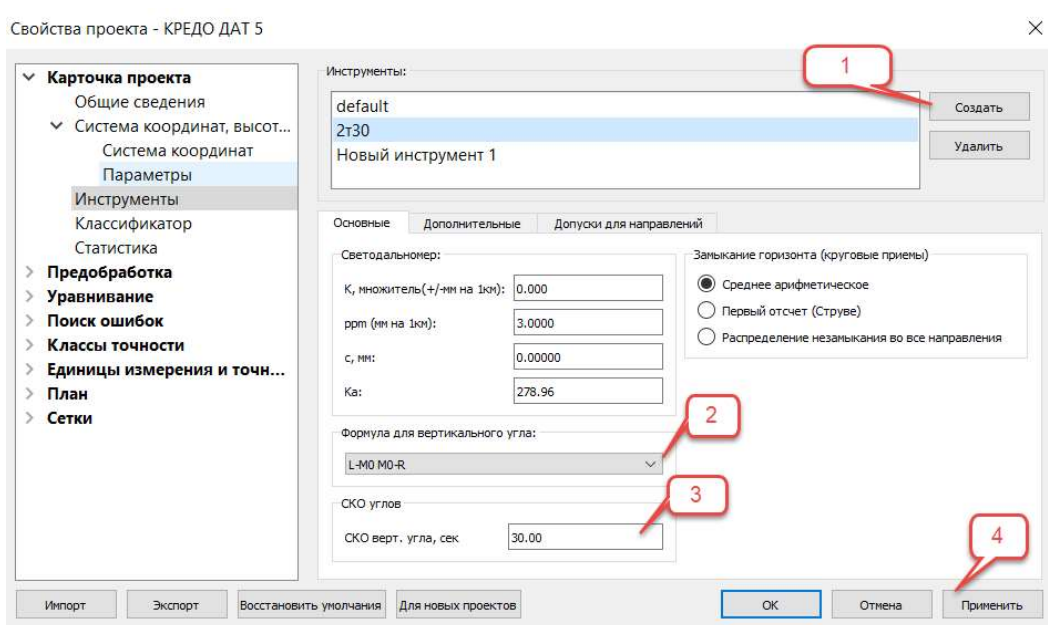 Свойства проекта - КРЕДО ДАТ 5
Карточка проекта
Общие сведения
Система координат, высот...
Система координат
Параметры
Инструменты
Классификатор
Статистика
Предобработка
Уравнивание
Поиск ошибок
Классы точности
Единицы измерения и точн...
План
Сетки
Инструменты:
default
2т30
Новый инструмент 1
1
Создать
Удалить
Основные Дополнительные Допуски для направлений
Светодальномер:
К, множитель(+/-мм на 1км): 0.000
ppm (мм на 1км): 3.0000
с, мм: 0.00000
Ка: 278.96
Замыкание горизонта (круговые приемы)
Среднее арифметическое
Первый отсчет (Струве)
Распределение незамыкания во все направления
Формула для вертикального угла:
L-M0 M0-R
2
СКО углов
СКО верт. угла, сек 30.00
3
4
Импорт Экспорт Восстановить умолчания Для новых проектов OK Отмена Применить